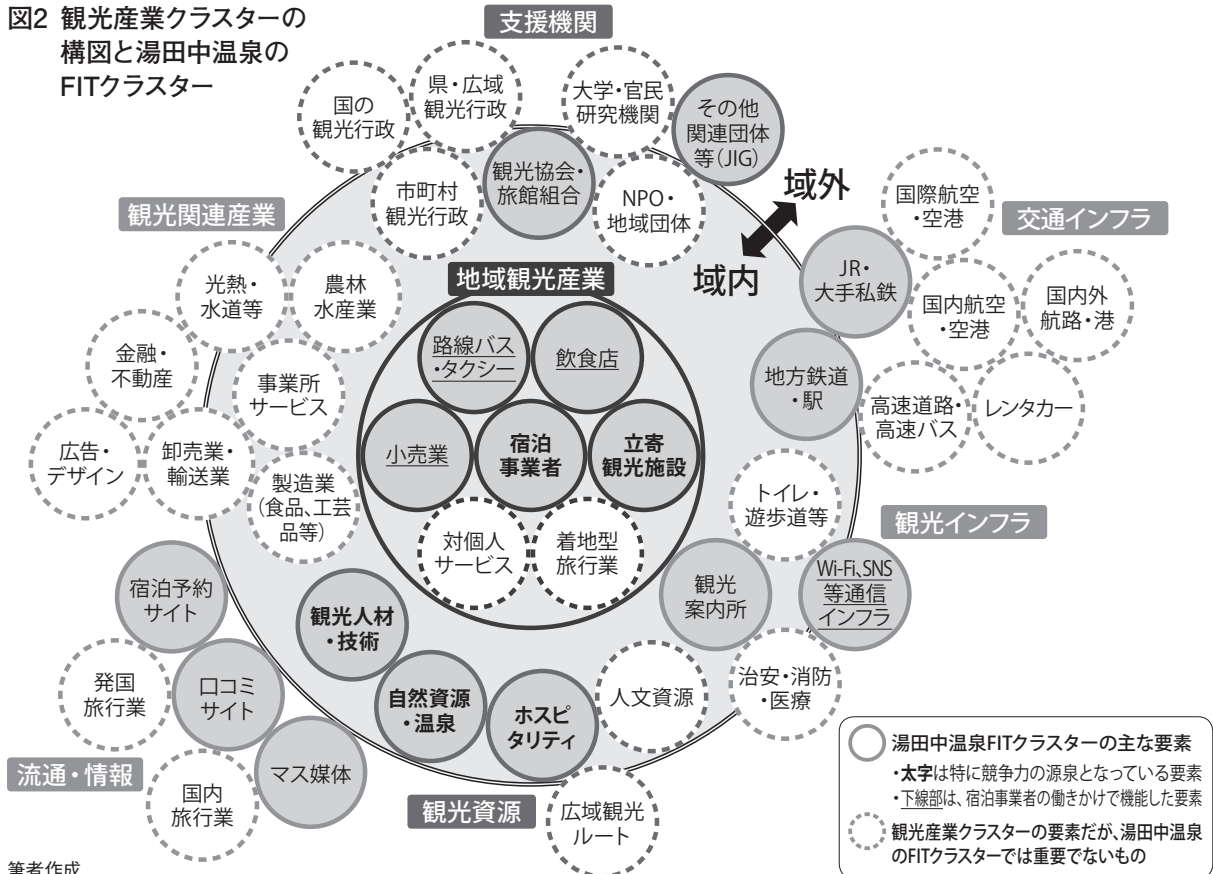 図2 観光産業クラスターの
構図と湯田中温泉の
FITクラスター
支援機関
国の
観光行政
県・広域
観光行政
大学・官民
研究機関
その他
関連団体
等(JIG)
市町村
観光行政
観光協会・
旅館組合
NPO・
地域団体
域外
域内
観光関連産業
光熱・
水道等
農林
水産業
金融・
不動産
事業所
サービス
広告・
デザイン
卸売業・
輸送業
製造業
(食品、工芸
品等)
地域観光産業
路線バス
・タクシー
飲食店
小売業
宿泊
事業者
立寄
観光施設
対個人
サービス
着地型
旅行業
交通インフラ
国際航空
・空港
JR・
大手私鉄
国内航空
・空港
国内外
航路・港
地方鉄道
・駅
高速道路・
高速バス
レンタカー
観光インフラ
トイレ・
遊歩道等
観光
案内所
Wi-Fi、SNS
等通信
インフラ
治安・消防
・医療
流通・情報
宿泊予約
サイト
発国
旅行業
口コミ
サイト
国内
旅行業
マス媒体
観光資源
観光人材
・技術
自然資源
・温泉
ホスピ
タリティ
人文資源
広域観光
ルート
湯田中温泉FITクラスターの主な要素
・太字は特に競争力の源泉となっている要素
・下線部は、宿泊事業者の働きかけで機能した要素
観光産業クラスターの要素だが、湯田中温泉
のFITクラスターでは重要でないもの
筆者作成